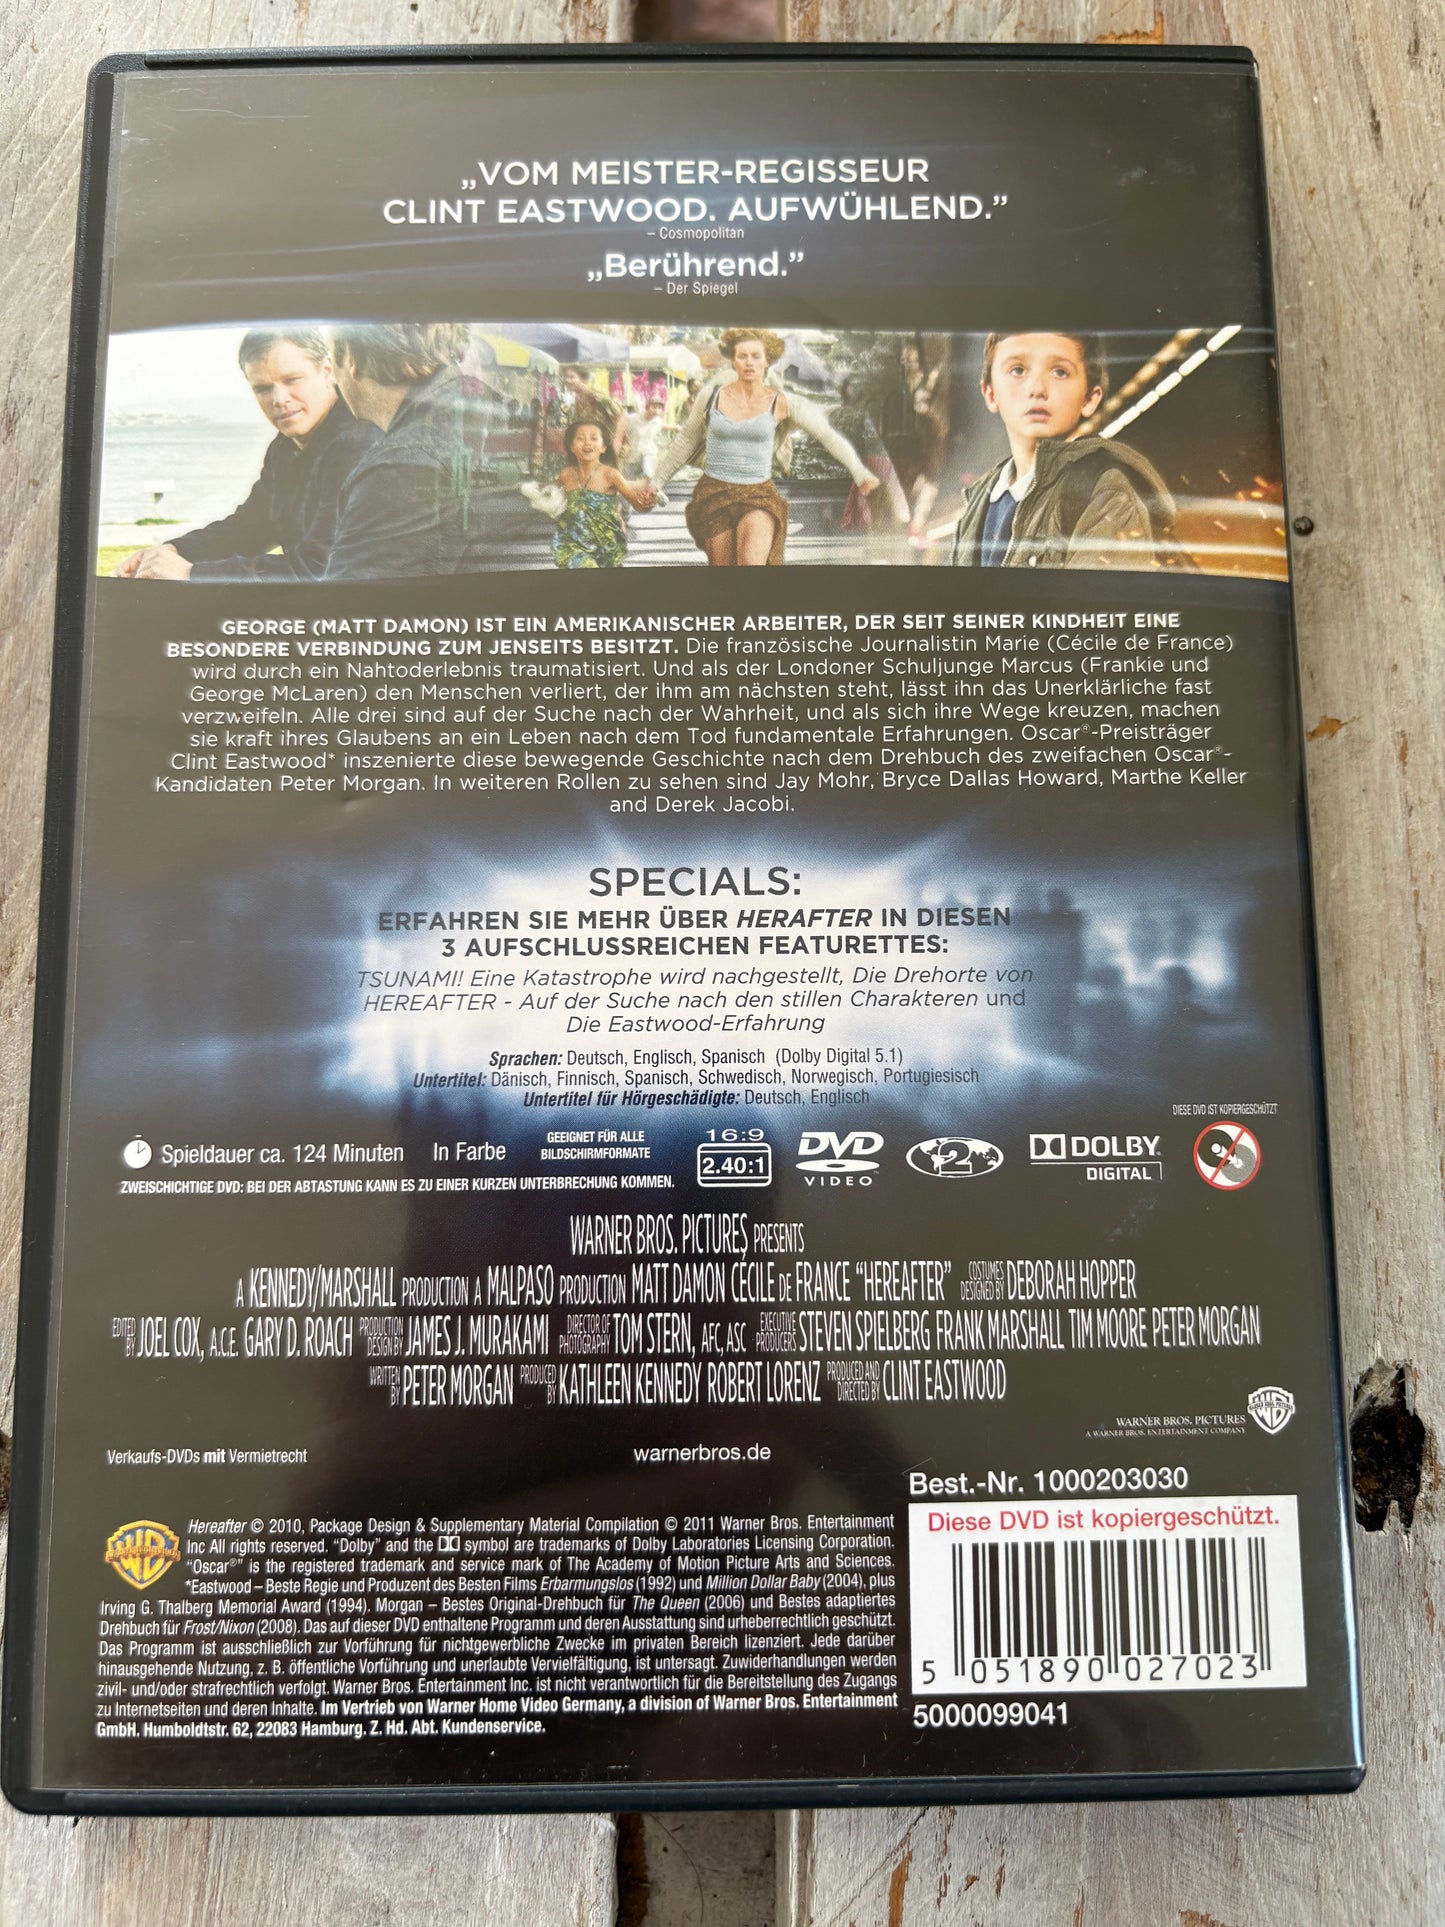 „VOM MEISTER-REGISSEUR
CLINT EASTWOOD. AUFWÜHLEND.”
– Cosmopolitan
„Berührend.”
– Der Spiegel
GEORGE (MATT DAMON) IST EIN AMERIKANISCHER ARBEITER, DER SEIT SEINER KINDHEIT EINE
BESONDERE VERBINDUNG ZUM JENSEITS BESITZT. Die französische Journalistin Marie (Cécile de France)
wird durch ein Nahtoderlebnis traumatisiert. Und als der Londoner Schuljunge Marcus (Frankie und
George McLaren) den Menschen verliert, der ihm am nächsten steht, lässt ihn das Unerklärliche fast
verzweifeln. Alle drei sind auf der Suche nach der Wahrheit, und als sich ihre Wege kreuzen, machen
sie kraft ihres Glaubens an ein Leben nach dem Tod fundamentale Erfahrungen. Oscar®-Preisträger
Clint Eastwood* inszenierte diese bewegende Geschichte nach dem Drehbuch des zweifachen Oscar®-
Kandidaten Peter Morgan. In weiteren Rollen zu sehen sind Jay Mohr, Bryce Dallas Howard, Marthe Keller
and Derek Jacobi.
SPECIALS:
ERFAHREN SIE MEHR ÜBER HERAFTER IN DIESEN
3 AUFSCHLUSSREICHEN FEATURETTES:
TSUNAMI! Eine Katastrophe wird nachgestellt, Die Drehorte von
HEREAFTER - Auf der Suche nach den stillen Charakteren und
Die Eastwood-Erfahrung
Sprachen: Deutsch, Englisch, Spanisch (Dolby Digital 5.1)
Untertitel: Dänisch, Finnisch, Spanisch, Schwedisch, Norwegisch, Portugiesisch
Untertitel für Hörgeschädigte: Deutsch, Englisch
DIESE DVD IST KOPIERGESCHÜTZT
Spieldauer ca. 124 Minuten In Farbe
GEEIGNET FÜR ALLE
BILDSCHIRMFORMATE
16:9
2.40:1
DVD
VIDEO
2
DOLBY
DIGITAL
ZWEISCHICHTIGE DVD: BEI DER ABTASTUNG KANN ES ZU EINER KURZEN UNTERBRECHUNG KOMMEN.
WARNER BROS. PICTURES PRESENTS
A KENNEDY/MARSHALL PRODUCTION A MALPASO PRODUCTION MATT DAMON CÉCILE DE FRANCE “HEREAFTER” COSTUMES DESIGNED BY DEBORAH HOPPER
EDITED BY JOEL COX, A.C.E. GARY D. ROACH PRODUCTION DESIGN BY JAMES J. MURAKAMI DIRECTOR OF PHOTOGRAPHY TOM STERN, AFC, ASC EXECUTIVE PRODUCERS STEVEN SPIELBERG FRANK MARSHALL TIM MOORE PETER MORGAN
WRITTEN BY PETER MORGAN PRODUCED BY KATHLEEN KENNEDY ROBERT LORENZ PRODUCED AND DIRECTED BY CLINT EASTWOOD
WARNER BROS. PICTURES
A WARNER BROS. ENTERTAINMENT COMPANY
WB
Verkaufs-DVDs mit Vermietrecht
warnerbros.de
Best.-Nr. 1000203030
Diese DVD ist kopiergeschützt.
5 051890 027023
5000099041
WB
Hereafter © 2010, Package Design & Supplementary Material Compilation © 2011 Warner Bros. Entertainment
Inc All rights reserved. “Dolby” and the symbol are trademarks of Dolby Laboratories Licensing Corporation.
“Oscar®” is the registered trademark and service mark of The Academy of Motion Picture Arts and Sciences.
*Eastwood – Beste Regie und Produzent des Besten Films Erbarmungslos (1992) und Million Dollar Baby (2004), plus
Irving G. Thalberg Memorial Award (1994). Morgan – Bestes Original-Drehbuch für The Queen (2006) und Bestes adaptiertes
Drehbuch für Frost/Nixon (2008). Das auf dieser DVD enthaltene Programm und deren Ausstattung sind urheberrechtlich geschützt.
Das Programm ist ausschließlich zur Vorführung für nichtgewerbliche Zwecke im privaten Bereich lizenziert. Jede darüber
hinausgehende Nutzung, z. B. öffentliche Vorführung und unerlaubte Vervielfältigung, ist untersagt. Zuwiderhandlungen werden
zivil- und/oder strafrechtlich verfolgt. Warner Bros. Entertainment Inc. ist nicht verantwortlich für die Bereitstellung des Zugangs
zu Internetseiten und deren Inhalte. Im Vertrieb von Warner Home Video Germany, a division of Warner Bros. Entertainment
GmbH. Humboldtstr. 62, 22083 Hamburg. Z. Hd. Abt. Kundenservice.